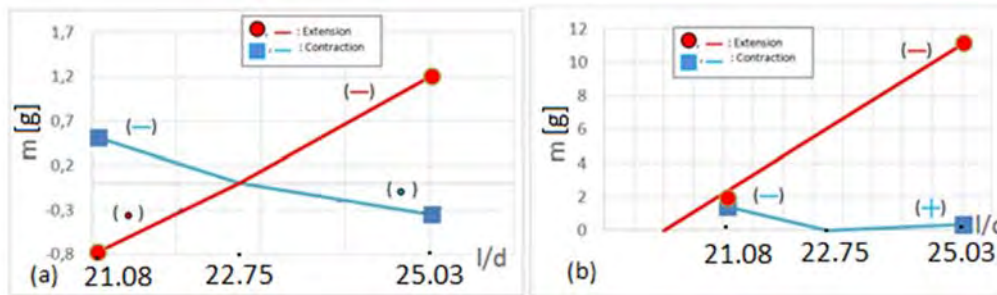 1,7
1,2
0,7
0,2
-0,3
-0,8
m [g]
: Extension
: Contraction
(—)
(—)
(•)
(•)
21.08 22.75 25.03
l/d
(a)
12
10
8
6
4
2
0
m [g]
: Extension
: Contraction
(—)
(—)
(+)
21.08 22.75 25.03
l/d
(b)